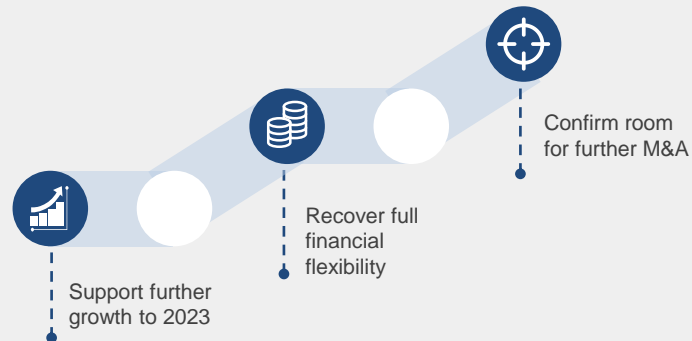 Support further
growth to 2023
Recover full
financial
flexibility
Confirm room
for further M&A